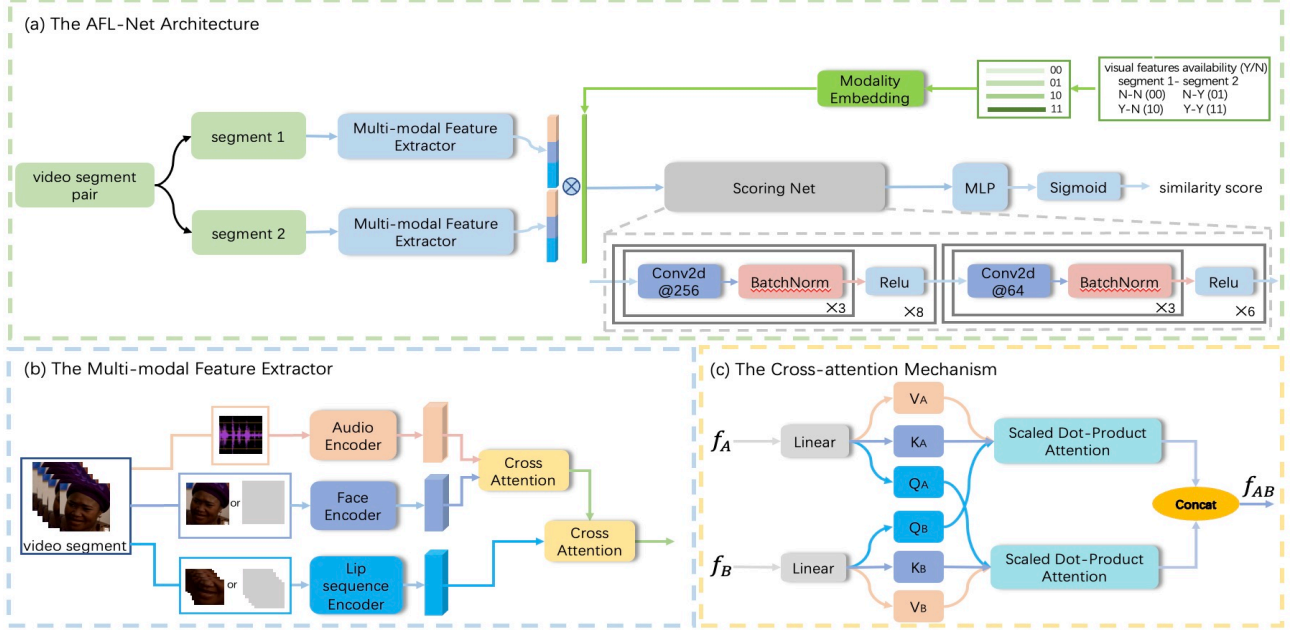 (a) The AFL-Net Architecture
video segment
pair
segment 1
segment 2
Multi-modal Feature
Extractor
Multi-modal Feature
Extractor
Modality
Embedding
00
01
10
11
visual features availability (Y/N)
segment 1- segment 2
N-N (00) N-Y (01)
Y-N (10) Y-Y (11)
Scoring Net
MLP
Sigmoid
similarity score
Conv2d
@256
BatchNorm
×3
Relu
×8
Conv2d
@64
BatchNorm
×3
Relu
×6
(b) The Multi-modal Feature Extractor
video segment
or
or
Audio
Encoder
Face
Encoder
Lip
sequence
Encoder
Cross
Attention
Cross
Attention
(c) The Cross-attention Mechanism
fA
Linear
VA
KA
QA
fB
Linear
QB
KB
VB
Scaled Dot-Product
Attention
Scaled Dot-Product
Attention
Concat
fAB